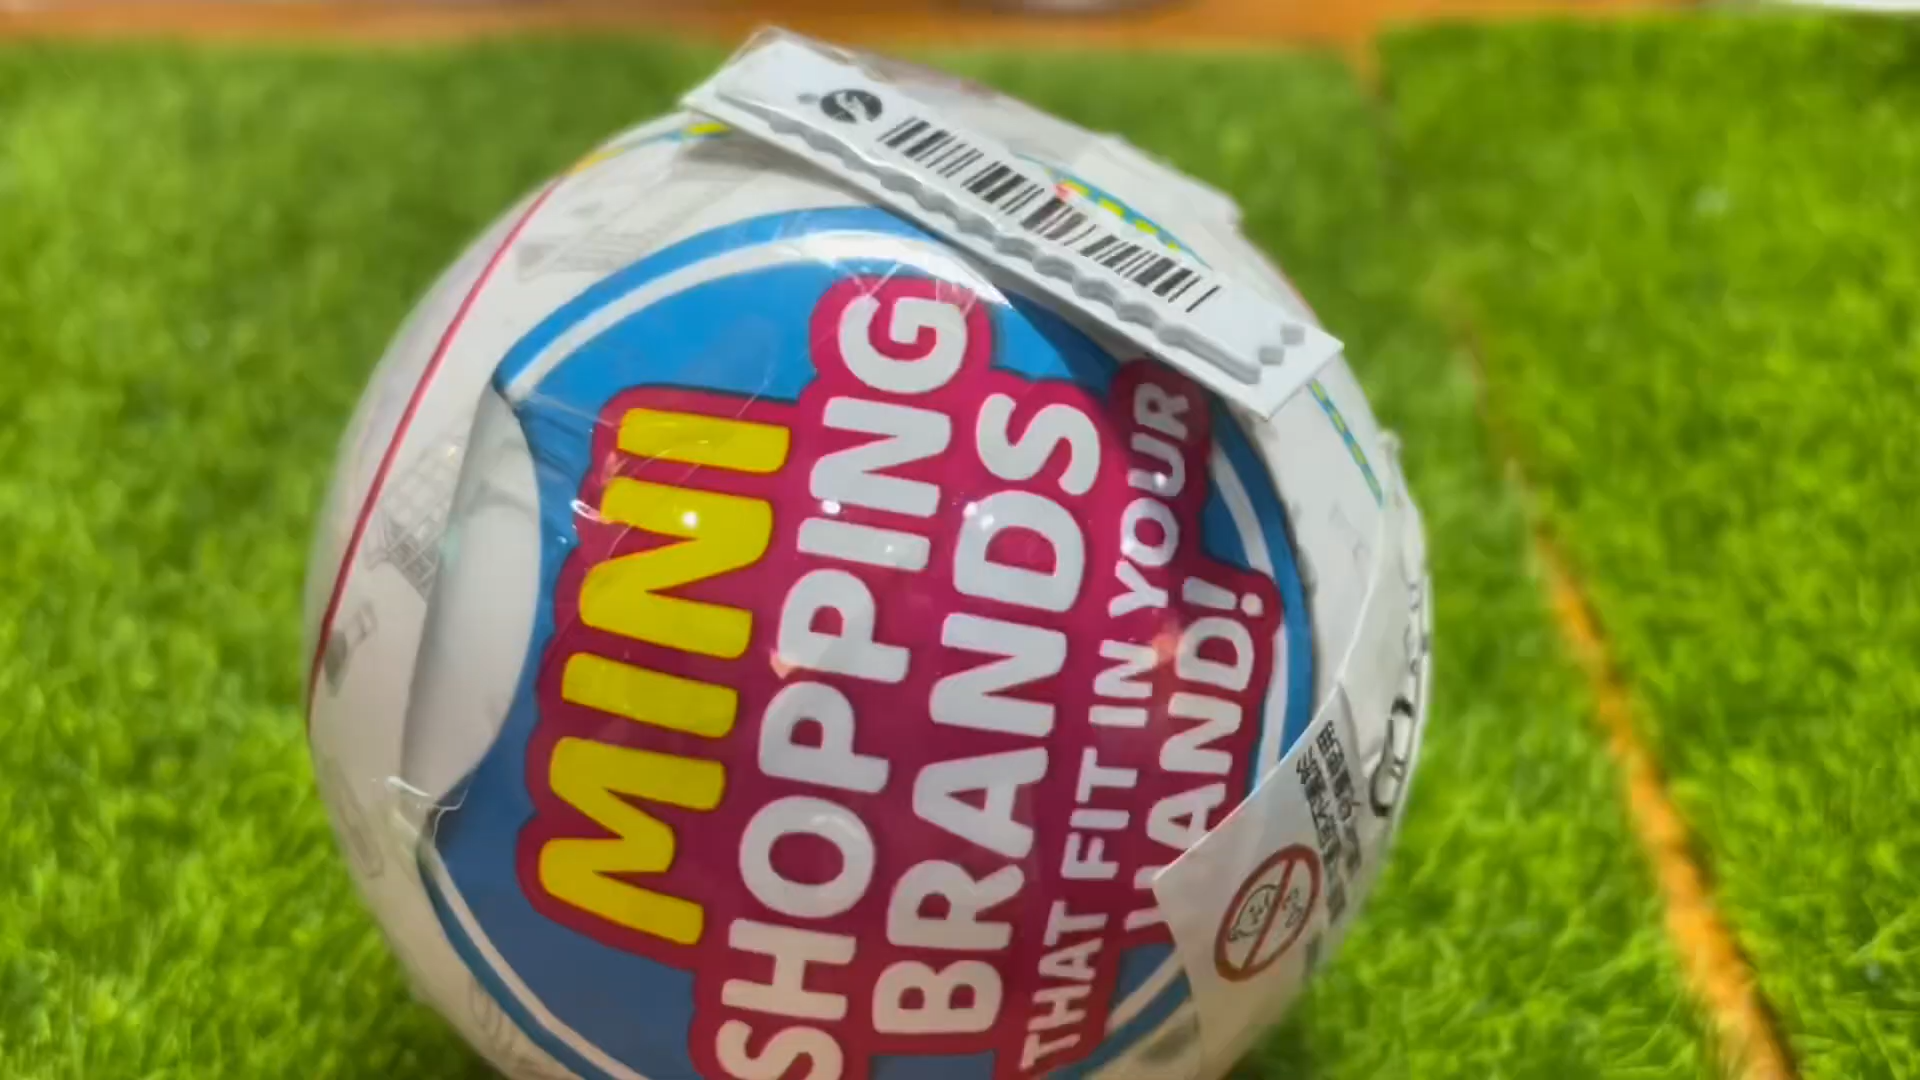 MINI
SHOPPING
BRANDS
THAT FIT IN YOUR
HAND!